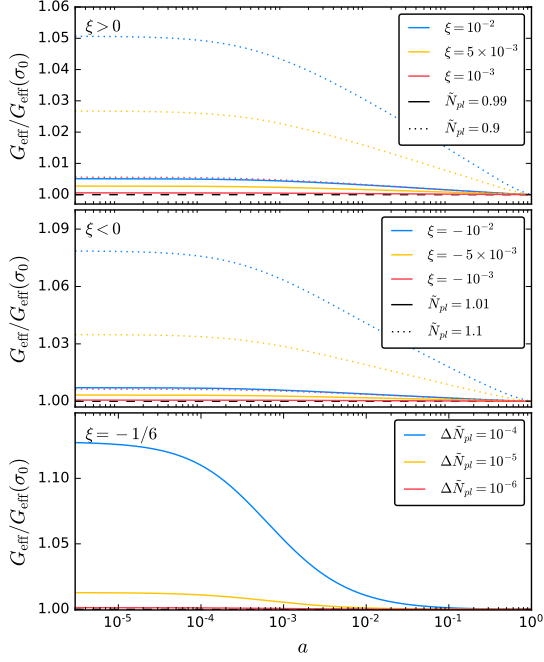 1.06
1.05
1.04
1.03
1.02
1.01
1.00
G_eff/G_eff(σ_0)
ξ>0
ξ=10^-2
ξ=5×10^-3
ξ=10^-3
Ñ_pl=0.99
Ñ_pl=0.9
1.09
1.06
1.03
1.00
G_eff/G_eff(σ_0)
ξ<0
ξ=−10^-2
ξ=−5×10^-3
ξ=−10^-3
Ñ_pl=1.01
Ñ_pl=1.1
1.10
1.05
1.00
G_eff/G_eff(σ_0)
ξ=−1/6
ΔÑ_pl=10^-4
ΔÑ_pl=10^-5
ΔÑ_pl=10^-6
10^-5 10^-4 10^-3 10^-2 10^-1 10^0
a